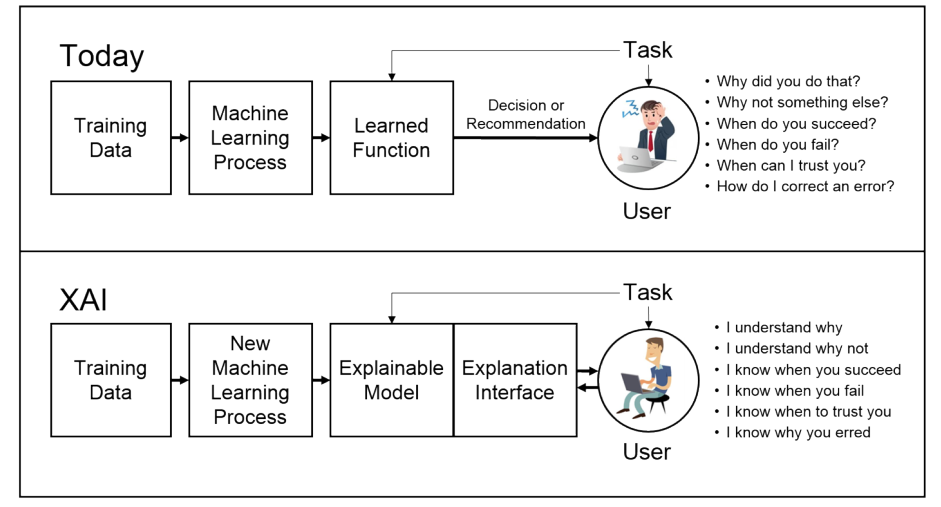 Today
Task
Training
Data
Machine
Learning
Process
Learned
Function
Decision or
Recommendation
User
• Why did you do that?
• Why not something else?
• When do you succeed?
• When do you fail?
• When can I trust you?
• How do I correct an error?
XAI
Task
Training
Data
New
Machine
Learning
Process
Explainable
Model
Explanation
Interface
User
• I understand why
• I understand why not
• I know when you succeed
• I know when you fail
• I know when to trust you
• I know why you erred